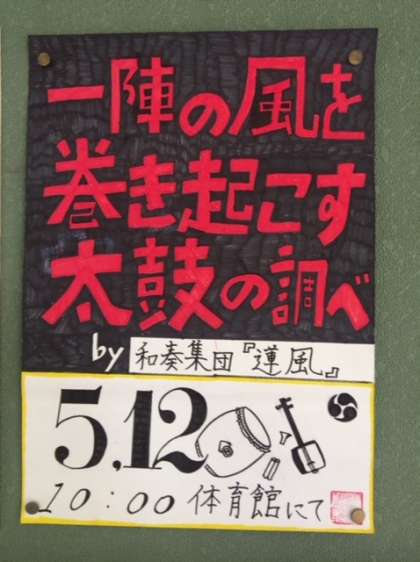 一陣の風を
巻き起こす
太鼓の調べ
by 和奏集団『蓮風』
5.12
10:00 体育館にて